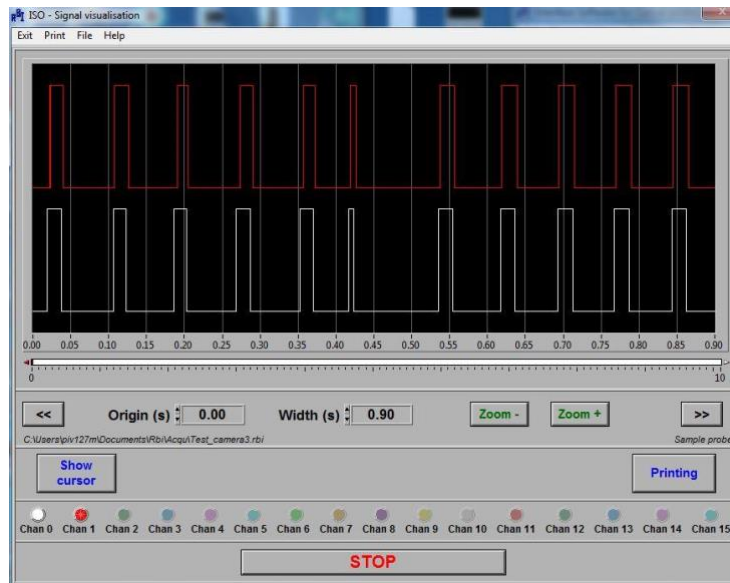 RBI ISO - Signal visualisation
Exit Print File Help
0.00 0.05 0.10 0.15 0.20 0.25 0.30 0.35 0.40 0.45 0.50 0.55 0.60 0.65 0.70 0.75 0.80 0.85 0.90
0 10
<< Origin (s) 0.00 Width (s) 0.90 Zoom - Zoom + >>
C:\Users\piv127m\Documents\Rbi\Acqui\Test_camera3.rbi Sample probe
Show
cursor
Printing
Chan 0 Chan 1 Chan 2 Chan 3 Chan 4 Chan 5 Chan 6 Chan 7 Chan 8 Chan 9 Chan 10 Chan 11 Chan 12 Chan 13 Chan 14 Chan 15
STOP